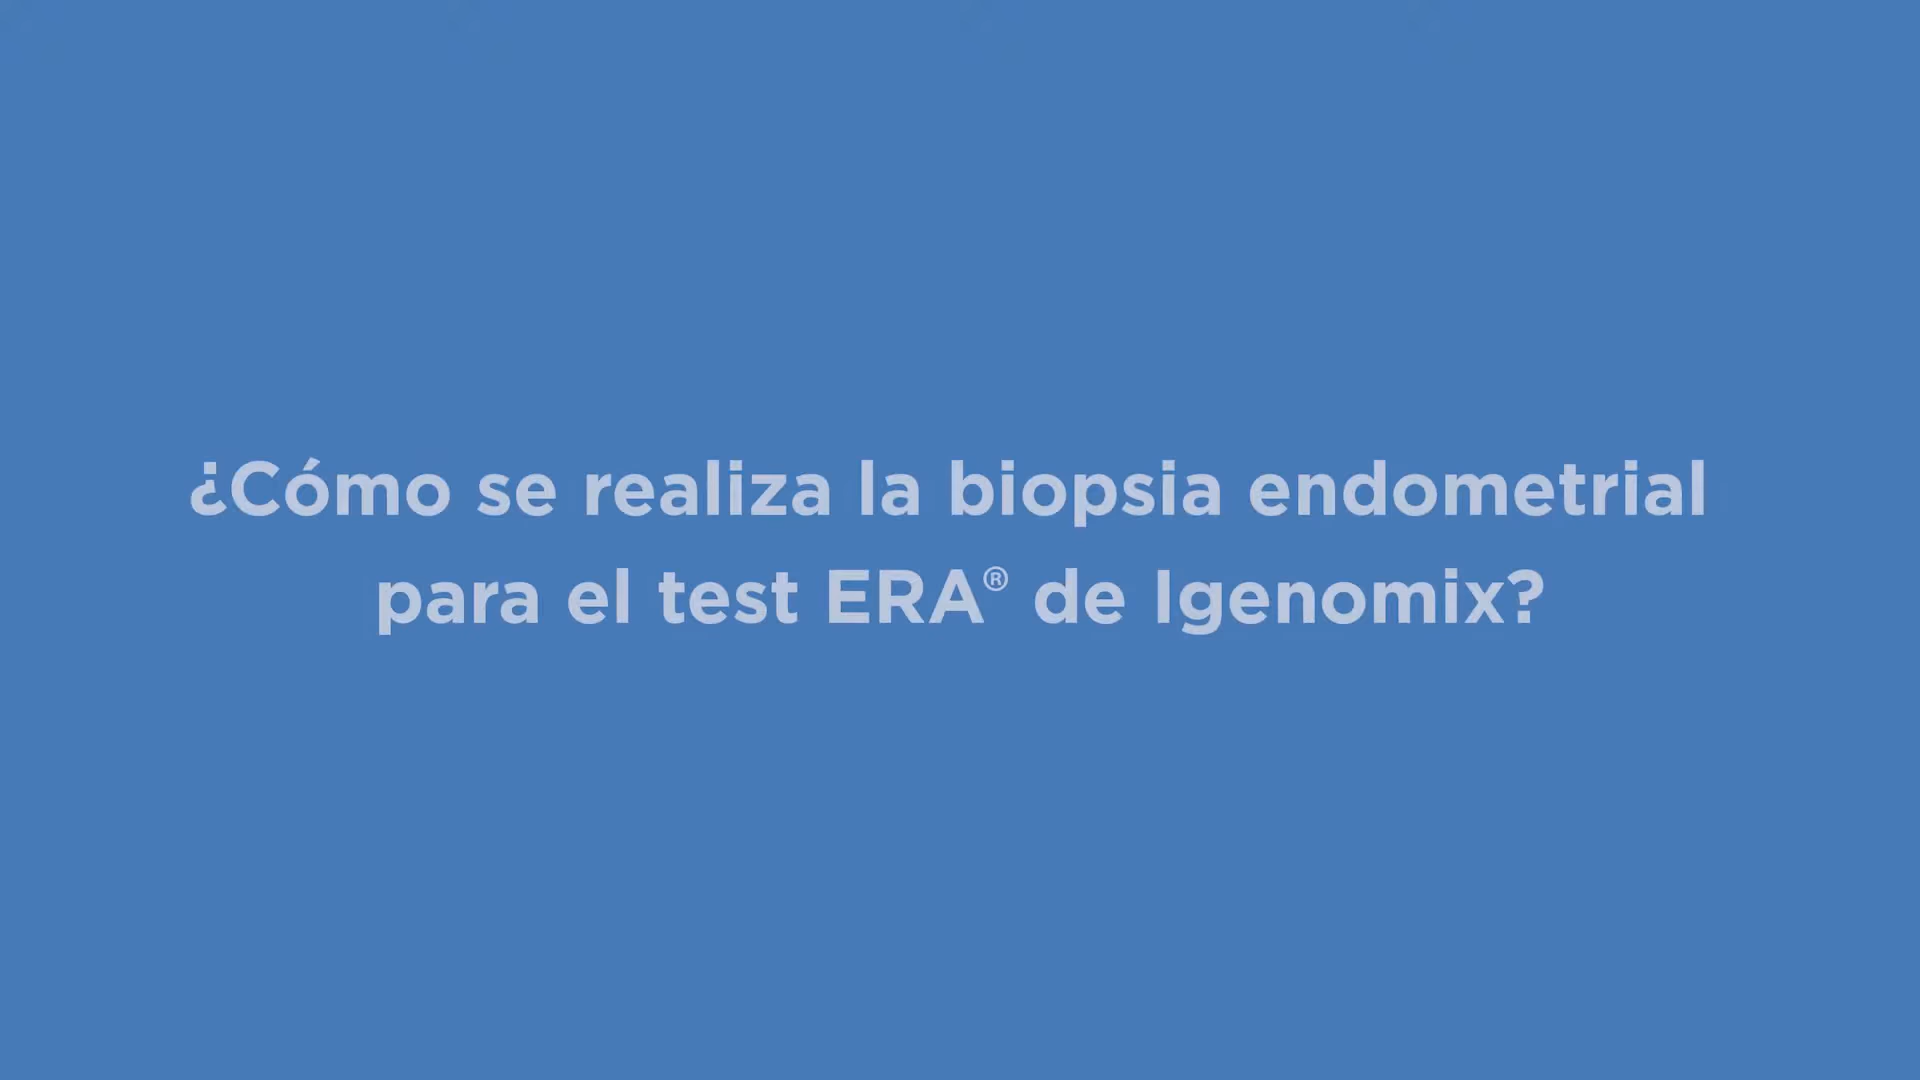 ¿Cómo se realiza la biopsia endometrial
para el test ERA® de Igenomix?